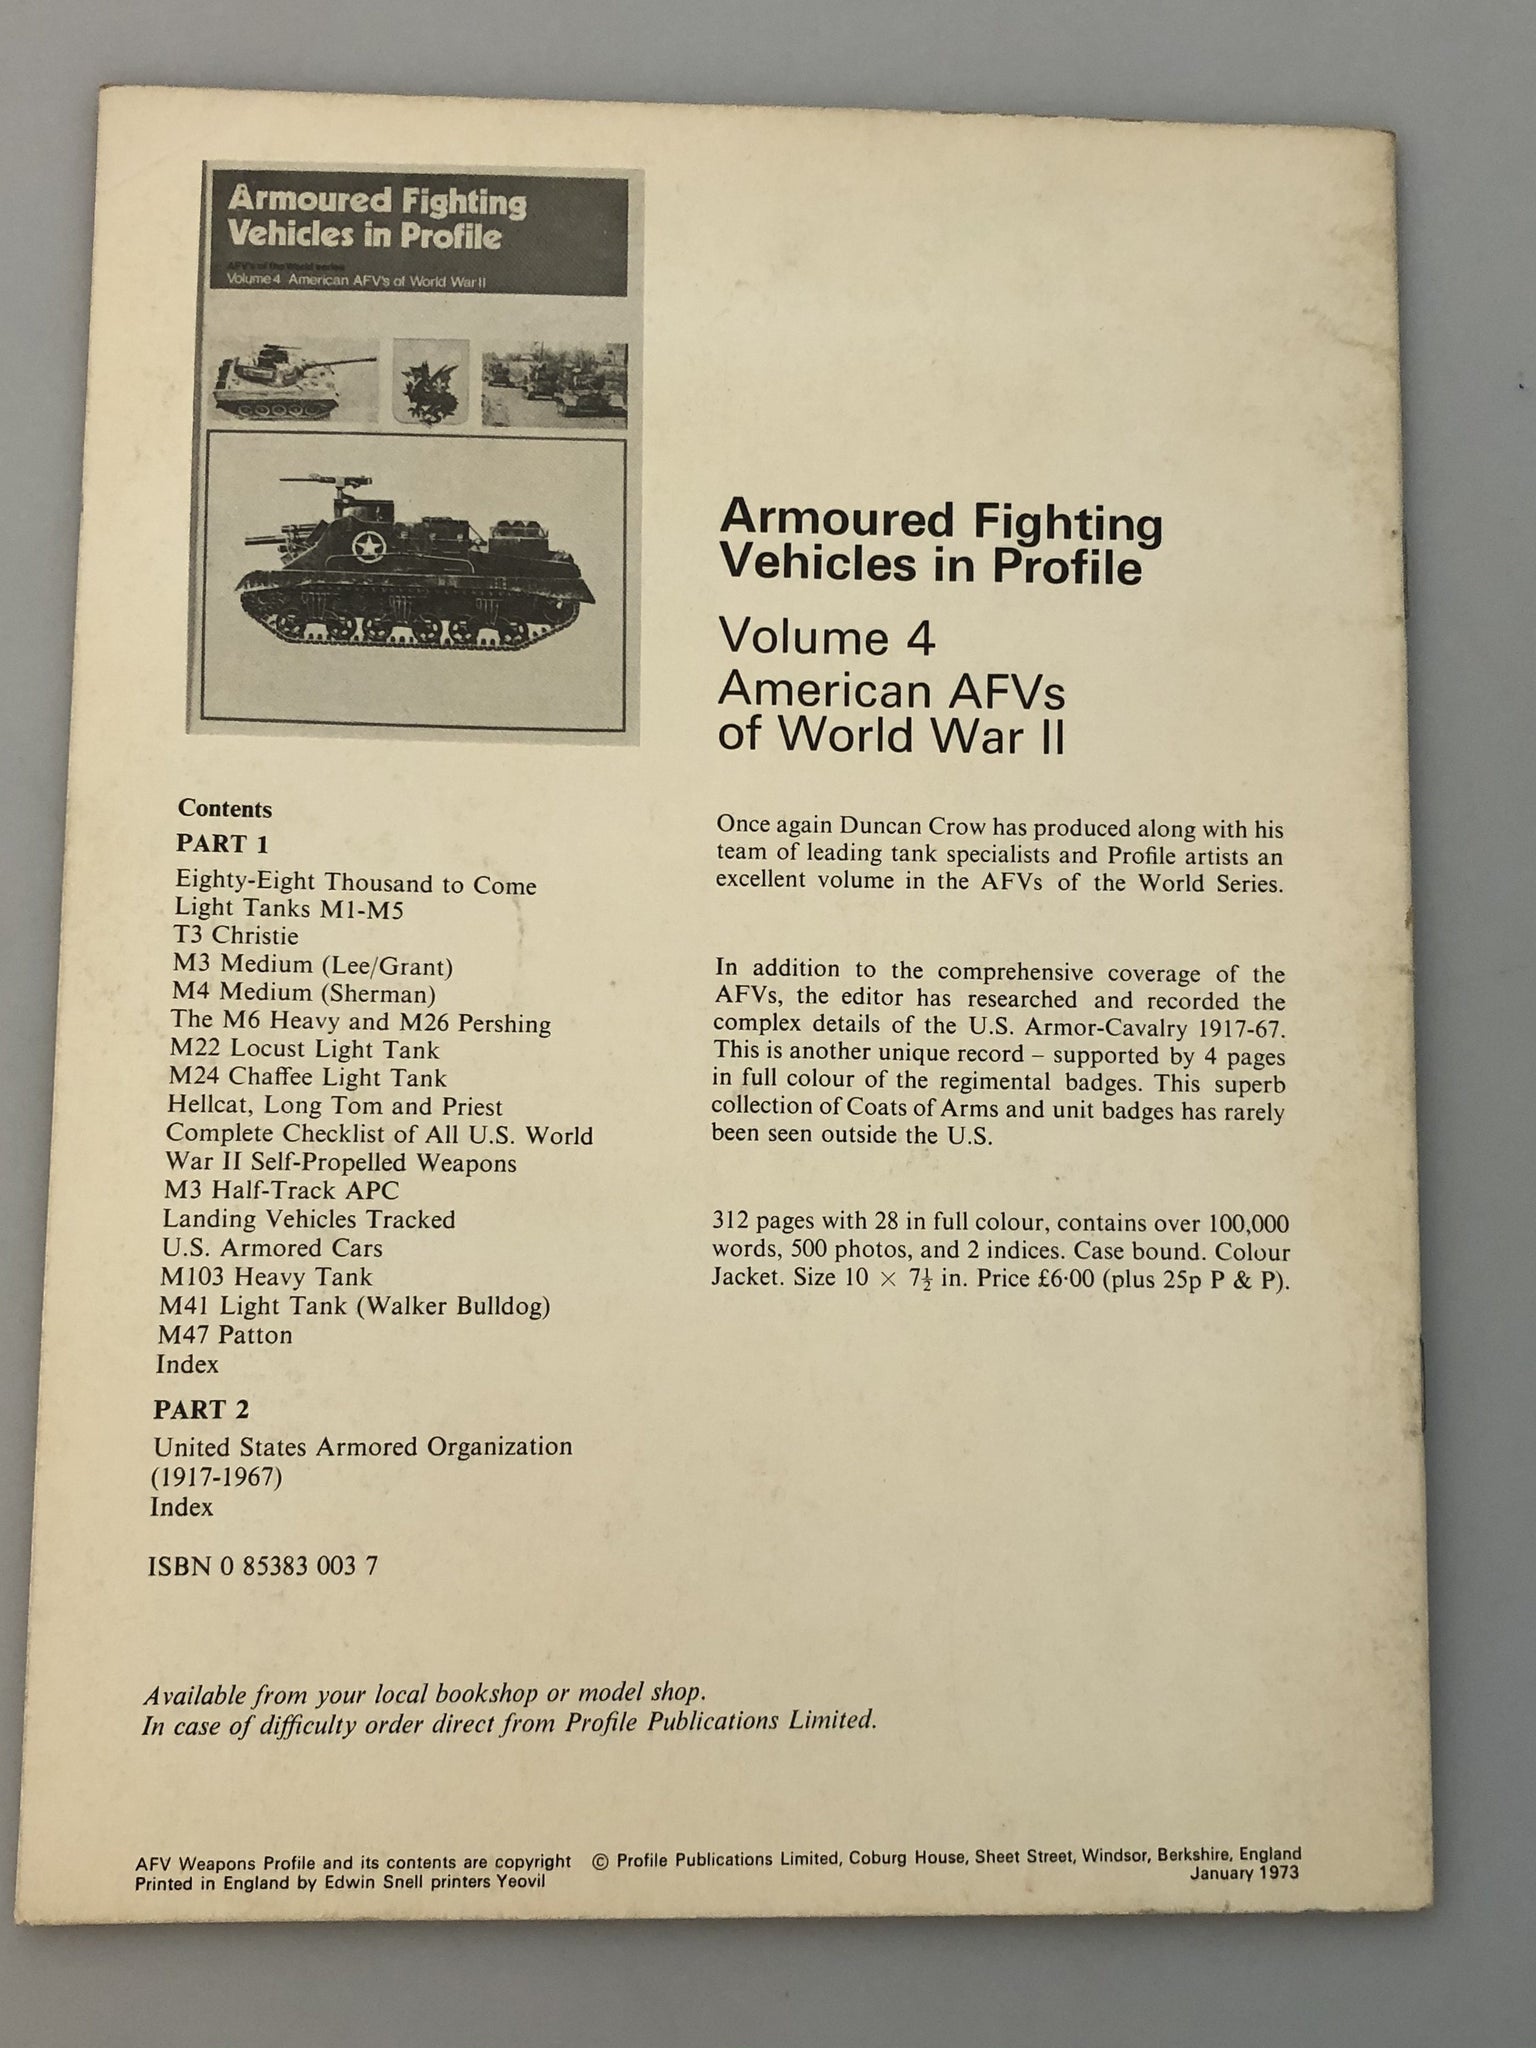 Armoured Fighting
Vehicles in Profile
AFV's of the World series
Volume 4 American AFV's of World War II
Armoured Fighting
Vehicles in Profile
Volume 4
American AFVs
of World War II
Contents
PART 1
Eighty-Eight Thousand to Come
Light Tanks M1-M5
T3 Christie
M3 Medium (Lee/Grant)
M4 Medium (Sherman)
The M6 Heavy and M26 Pershing
M22 Locust Light Tank
M24 Chaffee Light Tank
Hellcat, Long Tom and Priest
Complete Checklist of All U.S. World
War II Self-Propelled Weapons
M3 Half-Track APC
Landing Vehicles Tracked
U.S. Armored Cars
M103 Heavy Tank
M41 Light Tank (Walker Bulldog)
M47 Patton
Index
PART 2
United States Armored Organization
(1917-1967)
Index
ISBN 0 85383 003 7
Once again Duncan Crow has produced along with his
team of leading tank specialists and Profile artists an
excellent volume in the AFVs of the World Series.
In addition to the comprehensive coverage of the
AFVs, the editor has researched and recorded the
complex details of the U.S. Armor-Cavalry 1917-67.
This is another unique record – supported by 4 pages
in full colour of the regimental badges. This superb
collection of Coats of Arms and unit badges has rarely
been seen outside the U.S.
312 pages with 28 in full colour, contains over 100,000
words, 500 photos, and 2 indices. Case bound. Colour
Jacket. Size 10 × 7½ in. Price £6·00 (plus 25p P & P).
Available from your local bookshop or model shop.
In case of difficulty order direct from Profile Publications Limited.
AFV Weapons Profile and its contents are copyright © Profile Publications Limited, Coburg House, Sheet Street, Windsor, Berkshire, England
Printed in England by Edwin Snell printers Yeovil January 1973